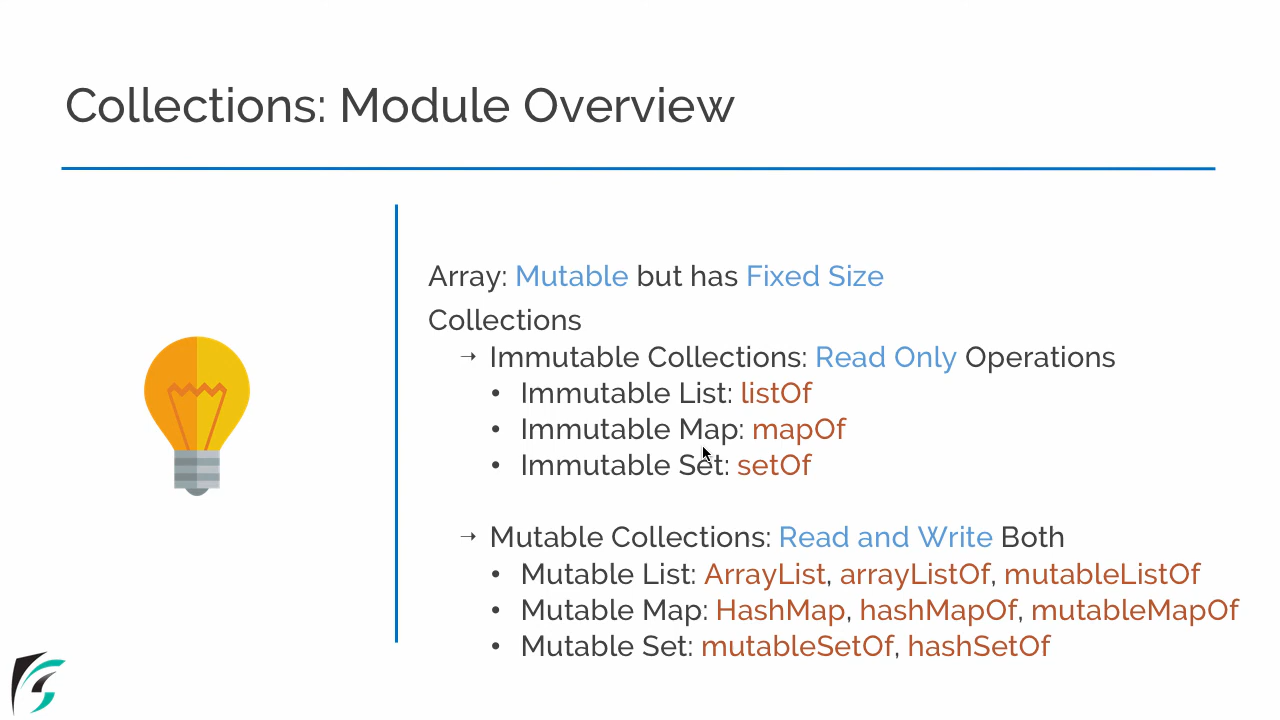 Collections: Module Overview
Array: Mutable but has Fixed Size
Collections
→ Immutable Collections: Read Only Operations
• Immutable List: listOf
• Immutable Map: mapOf
• Immutable Set: setOf
→ Mutable Collections: Read and Write Both
• Mutable List: ArrayList, arrayListOf, mutableListOf
• Mutable Map: HashMap, hashMapOf, mutableMapOf
• Mutable Set: mutableSetOf, hashSetOf